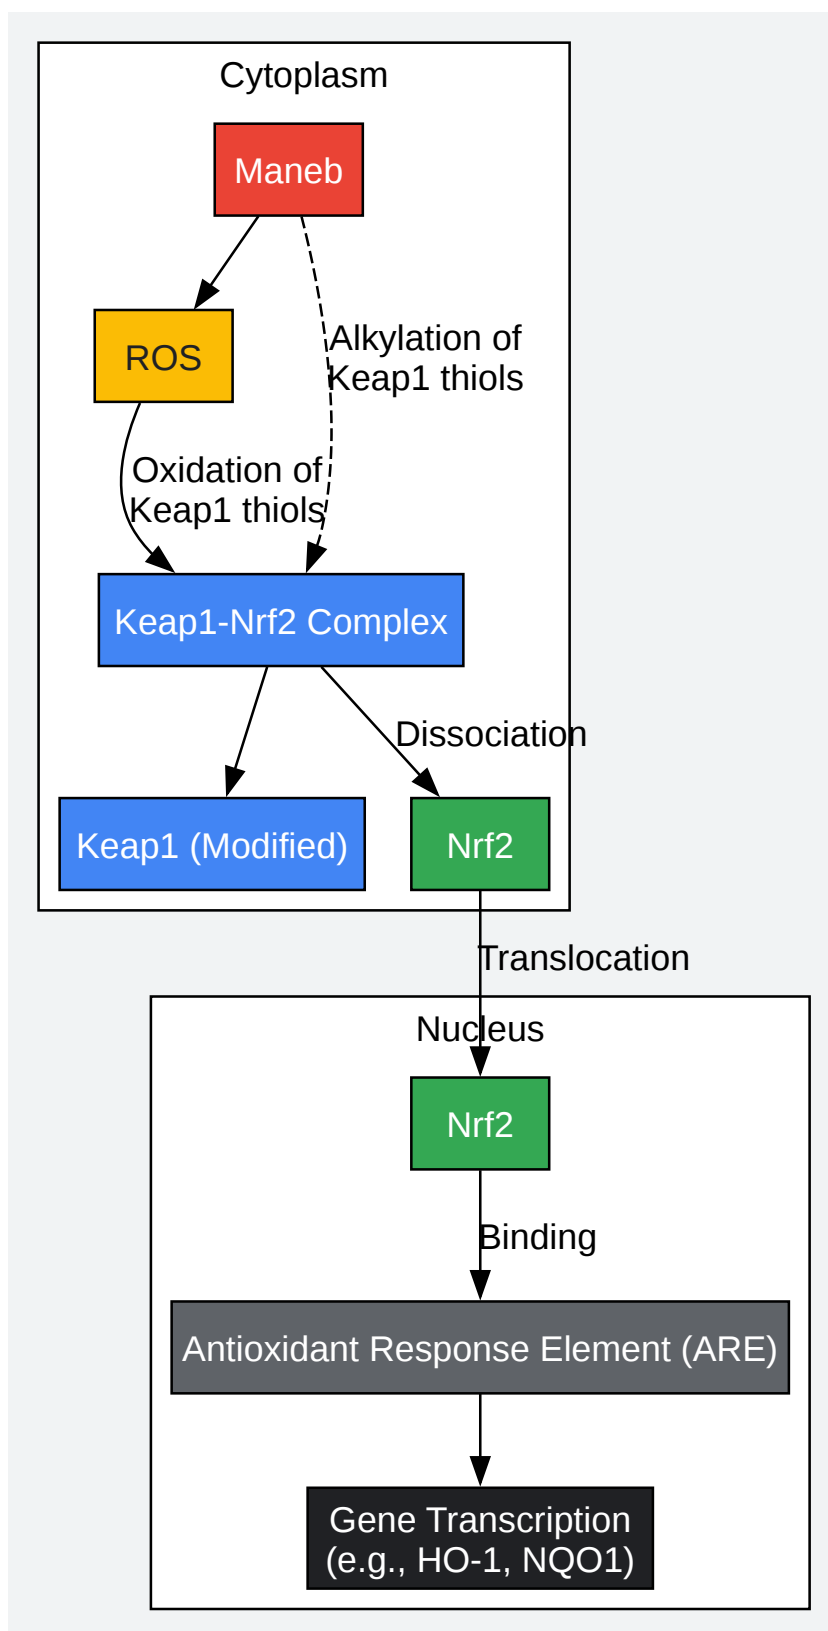 Cytoplasm
Maneb
Alkylation of
Keap1 thiols
ROS
Oxidation of
Keap1 thiols
Keap1-Nrf2 Complex
Dissociation
Keap1 (Modified)
Nrf2
Translocation
Nucleus
Nrf2
Binding
Antioxidant Response Element (ARE)
Gene Transcription
(e.g., HO-1, NQO1)